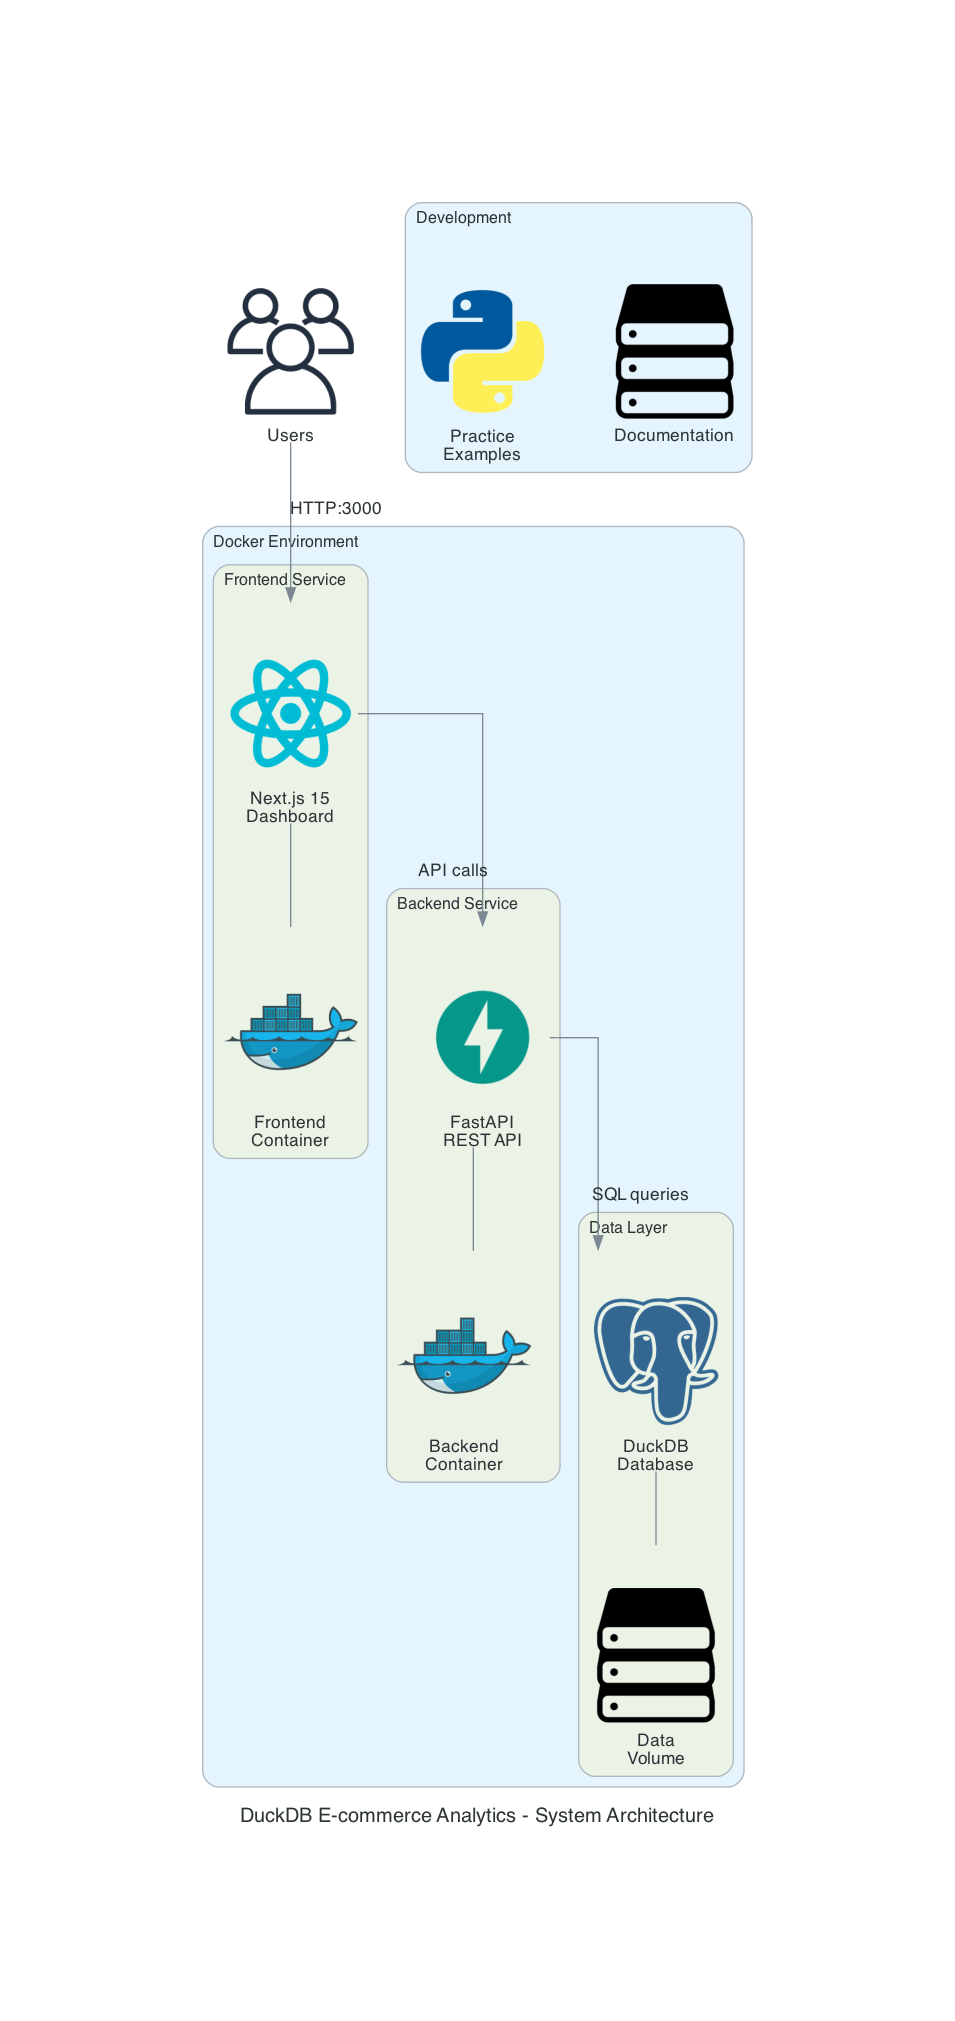 Development
Users
Practice
Examples
Documentation
HTTP:3000
Docker Environment
Frontend Service
Next.js 15
Dashboard
API calls
Backend Service
Frontend
Container
FastAPI
REST API
SQL queries
Data Layer
Backend
Container
DuckDB
Database
Data
Volume
DuckDB E-commerce Analytics - System Architecture